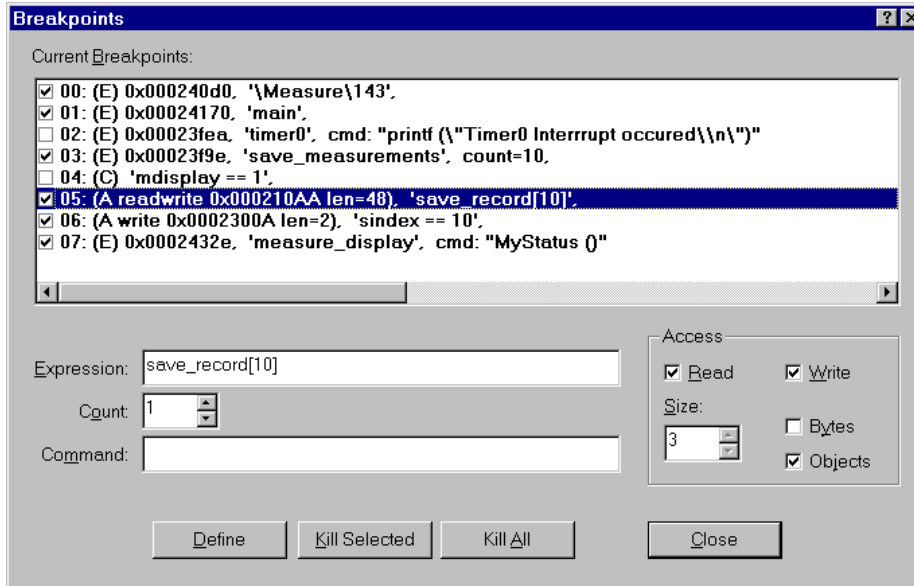 Breakpoints
Current Breakpoints:
00: (E) 0x000240d0, '\Measure\143',
01: (E) 0x00024170, 'main',
02: (E) 0x00023fea, 'timer0', cmd: "printf (\"Timer0 Interrrupt occured\\n\")"
03: (E) 0x00023f9e, 'save_measurements', count=10,
04: (C) 'mdisplay == 1',
05: (A readwrite 0x000210AA len=48), 'save_record[10]',
06: (A write 0x0002300A len=2), 'sindex == 10',
07: (E) 0x0002432e, 'measure_display', cmd: "MyStatus ()"
Access
Expression: save_record[10]
Read Write
Count: 1
Size:
3
Bytes
Command:
Objects
Define Kill Selected Kill All Close